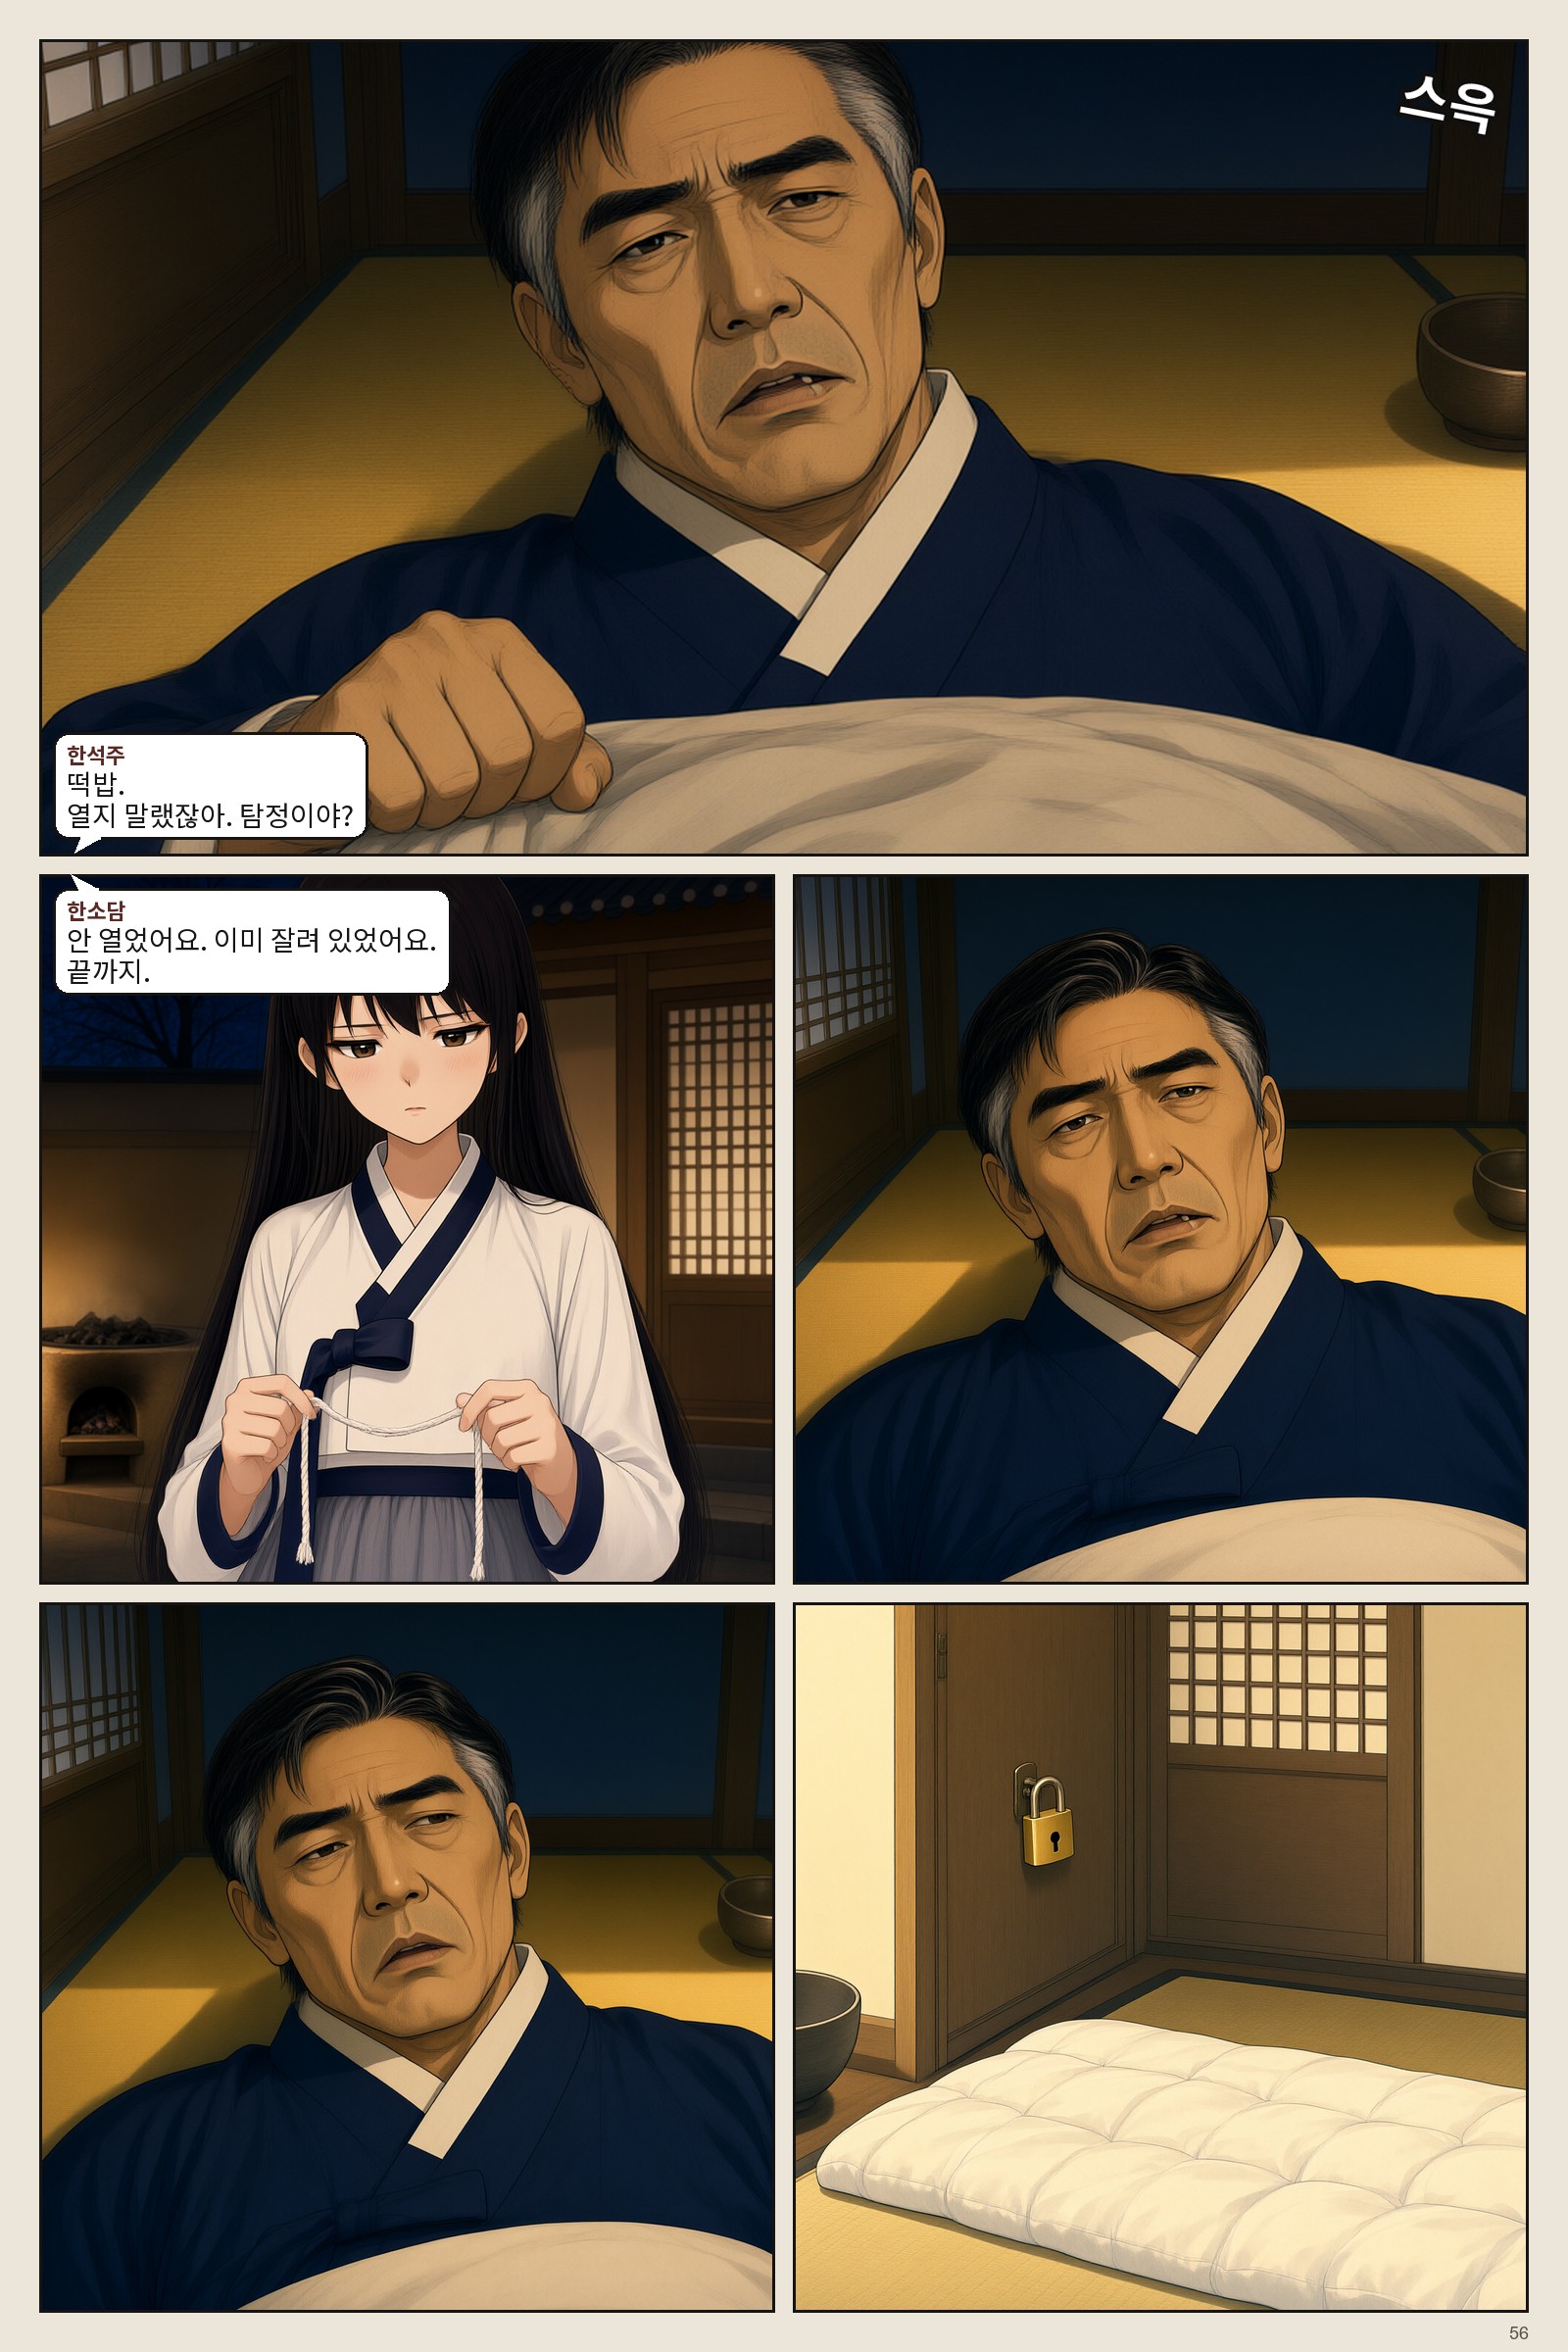 스윽
한석주
떡밥.
열지 말랬잖아. 탐정이야?
한소담
안 열었어요. 이미 잘려 있었어요.
끝까지.
56